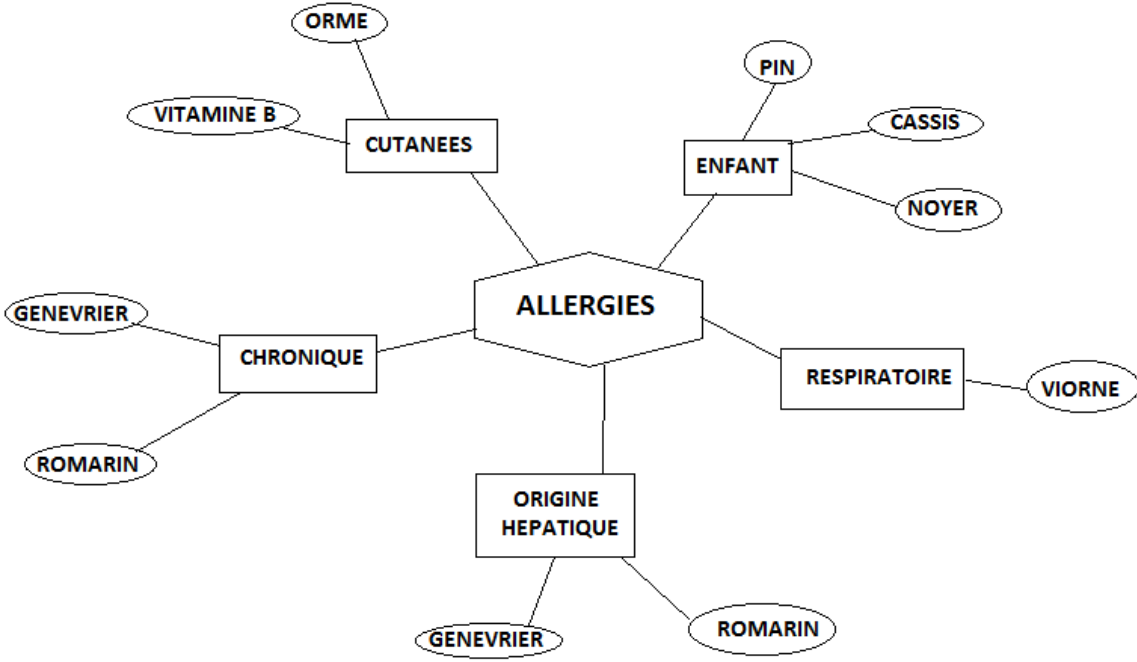 ORME
PIN
VITAMINE B
CASSIS
CUTANEES
ENFANT
NOYER
ALLERGIES
GENEVRIER
CHRONIQUE
RESPIRATOIRE
VIORNE
ROMARIN
ORIGINE
HEPATIQUE
GENEVRIER
ROMARIN